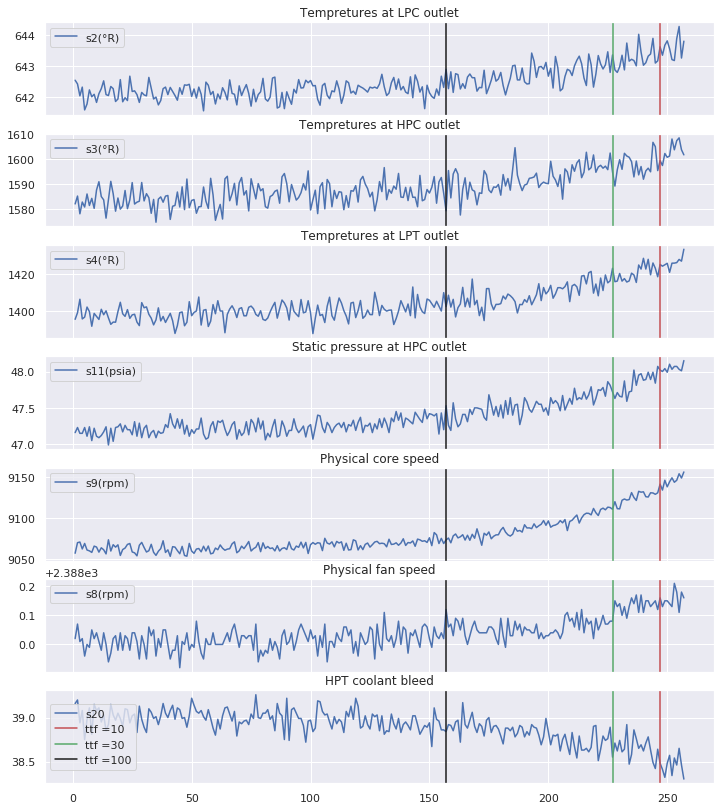 Tempretures at LPC outlet
s2(°R)
644
643
642
Tempretures at HPC outlet
s3(°R)
1610
1600
1590
1580
Tempretures at LPT outlet
s4(°R)
1420
1400
Static pressure at HPC outlet
s11(psia)
48.0
47.5
47.0
Physical core speed
s9(rpm)
9150
9100
9050
+2.388e3
Physical fan speed
s8(rpm)
0.2
0.1
0.0
HPT coolant bleed
s20
ttf =10
ttf =30
ttf =100
39.0
38.5
0 50 100 150 200 250